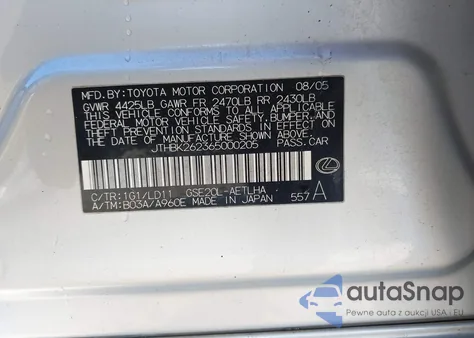 MFD. BY: TOYOTA MOTOR CORPORATION 08/05
GVWR 4425LB GAWR FR 2470LB RR 2430LB
THIS VEHICLE CONFORMS TO ALL APPLICABLE
FEDERAL MOTOR VEHICLE SAFETY, BUMPER, AND
THEFT PREVENTION STANDARDS IN EFFECT ON
THE DATE OF MANUFACTURE SHOWN ABOVE.
JTHBK262365000205 PASS. CAR
C/TR: 1G1/LD11 GSE20L-AETLHA
A/TM: B03A/A960E MADE IN JAPAN 557 A
autoSnap
Pewne auta z aukcji USA i EU